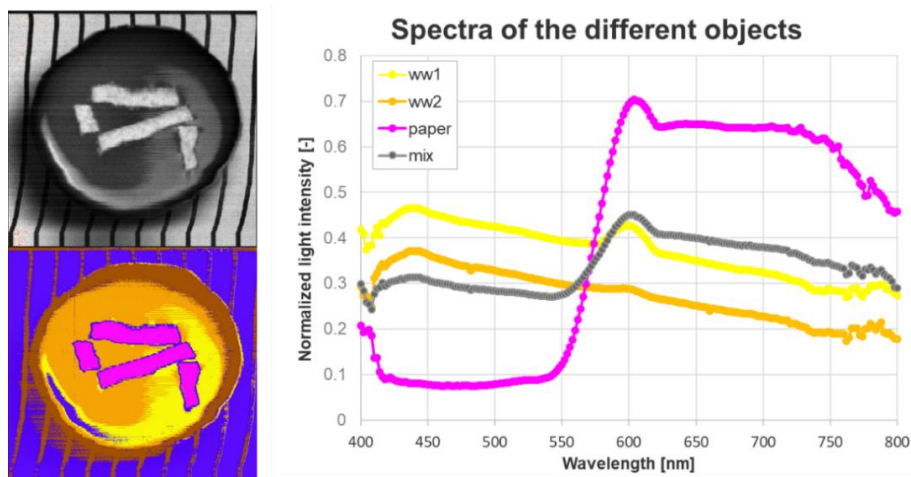 Spectra of the different objects
0.8
0.7
0.6
0.5
0.4
0.3
0.2
0.1
0
ww1
ww2
paper
mix
Normalized light intensity [-]
400
450
500
550
600
650
700
750
800
Wavelength [nm]